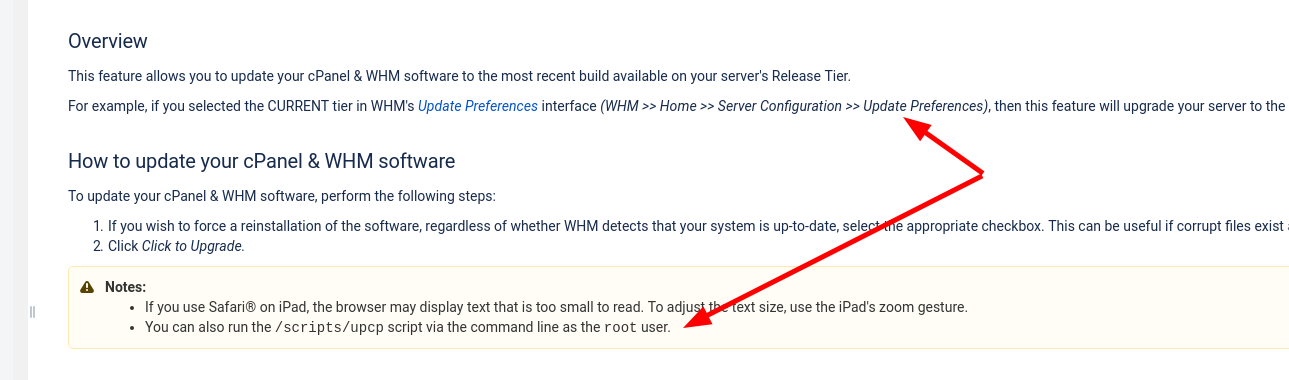 Overview
This feature allows you to update your cPanel & WHM software to the most recent build available on your server's Release Tier.
For example, if you selected the CURRENT tier in WHM's Update Preferences interface (WHM >> Home >> Server Configuration >> Update Preferences), then this feature will upgrade your server to the
How to update your cPanel & WHM software
To update your cPanel & WHM software, perform the following steps:
1. If you wish to force a reinstallation of the software, regardless of whether WHM detects that your system is up-to-date, select the appropriate checkbox. This can be useful if corrupt files exist
2. Click Click to Upgrade.
Notes:
• If you use Safari® on iPad, the browser may display text that is too small to read. To adjust the text size, use the iPad's zoom gesture.
• You can also run the /scripts/upcp script via the command line as the root user.